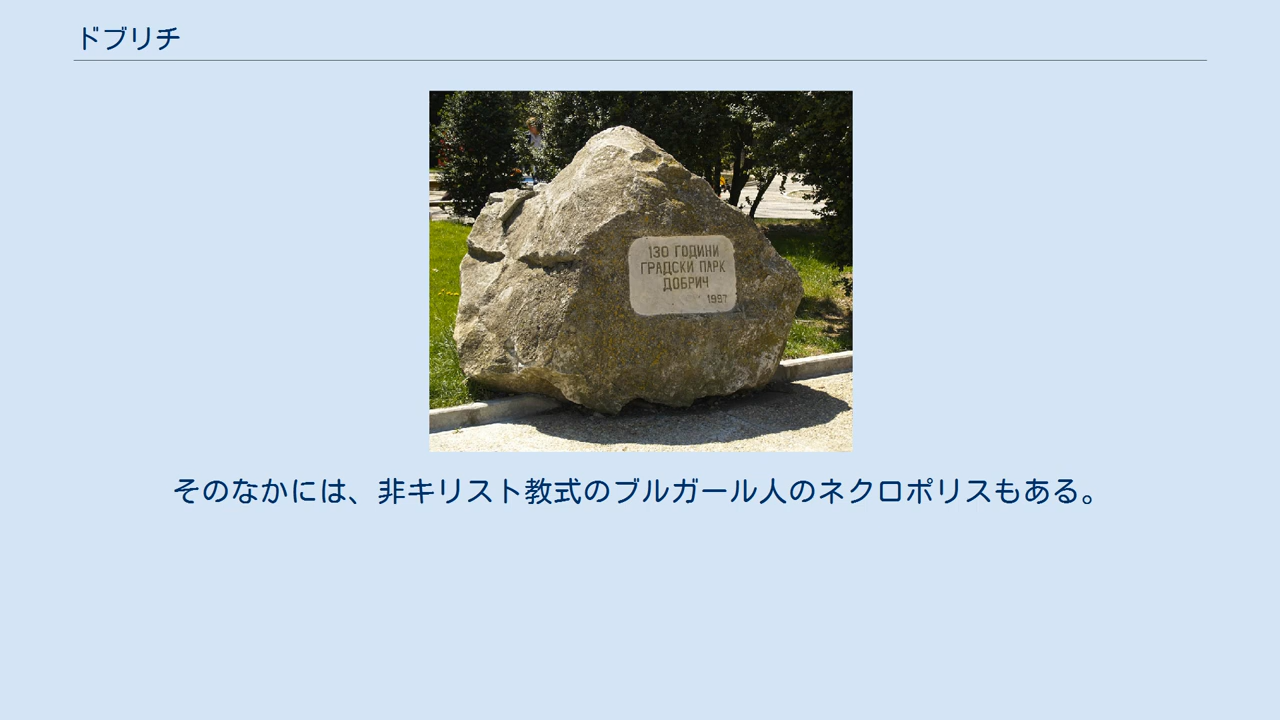 ドブリチ
130 ГОДИНИ
ГРАДСКИ ПАРК
ДОБРИЧ
1997
そのなかには、非キリスト教式のブルガール人のネクロポリスもある。